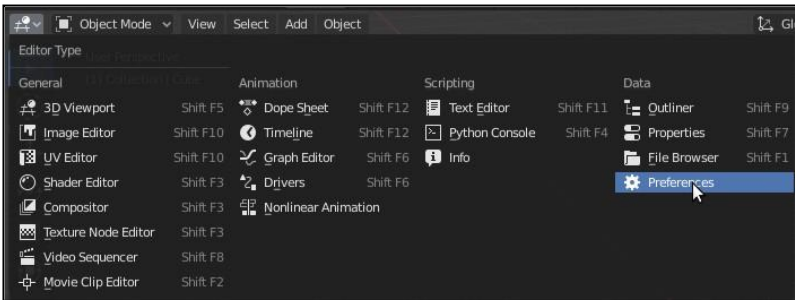 Object Mode View Select Add Object
Editor Type
General
3D Viewport Shift F5
Image Editor Shift F10
UV Editor Shift F10
Shader Editor Shift F3
Compositor Shift F3
Texture Node Editor Shift F3
Video Sequencer Shift F8
Movie Clip Editor Shift F2
Animation
Dope Sheet Shift F12
Timeline Shift F12
Graph Editor Shift F6
Drivers Shift F6
Nonlinear Animation
Scripting
Text Editor Shift F11
Python Console Shift F4
Info
Data
Outliner Shift F9
Properties Shift F7
File Browser Shift F1
Preferences